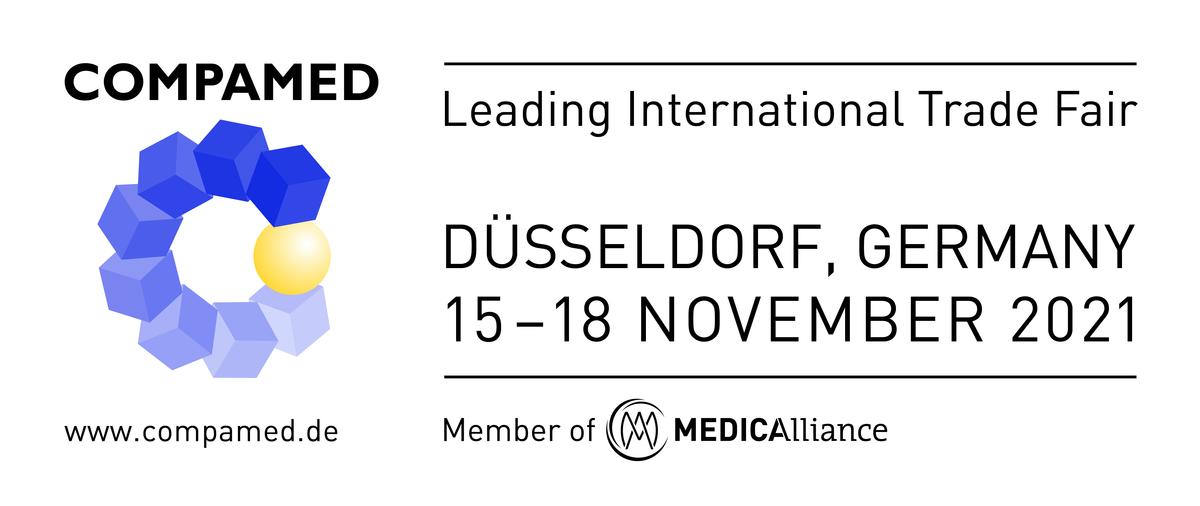 COMPAMED
www.compamed.de
Leading International Trade Fair
DÜSSELDORF, GERMANY
15–18 NOVEMBER 2021
Member of MEDICAlliance